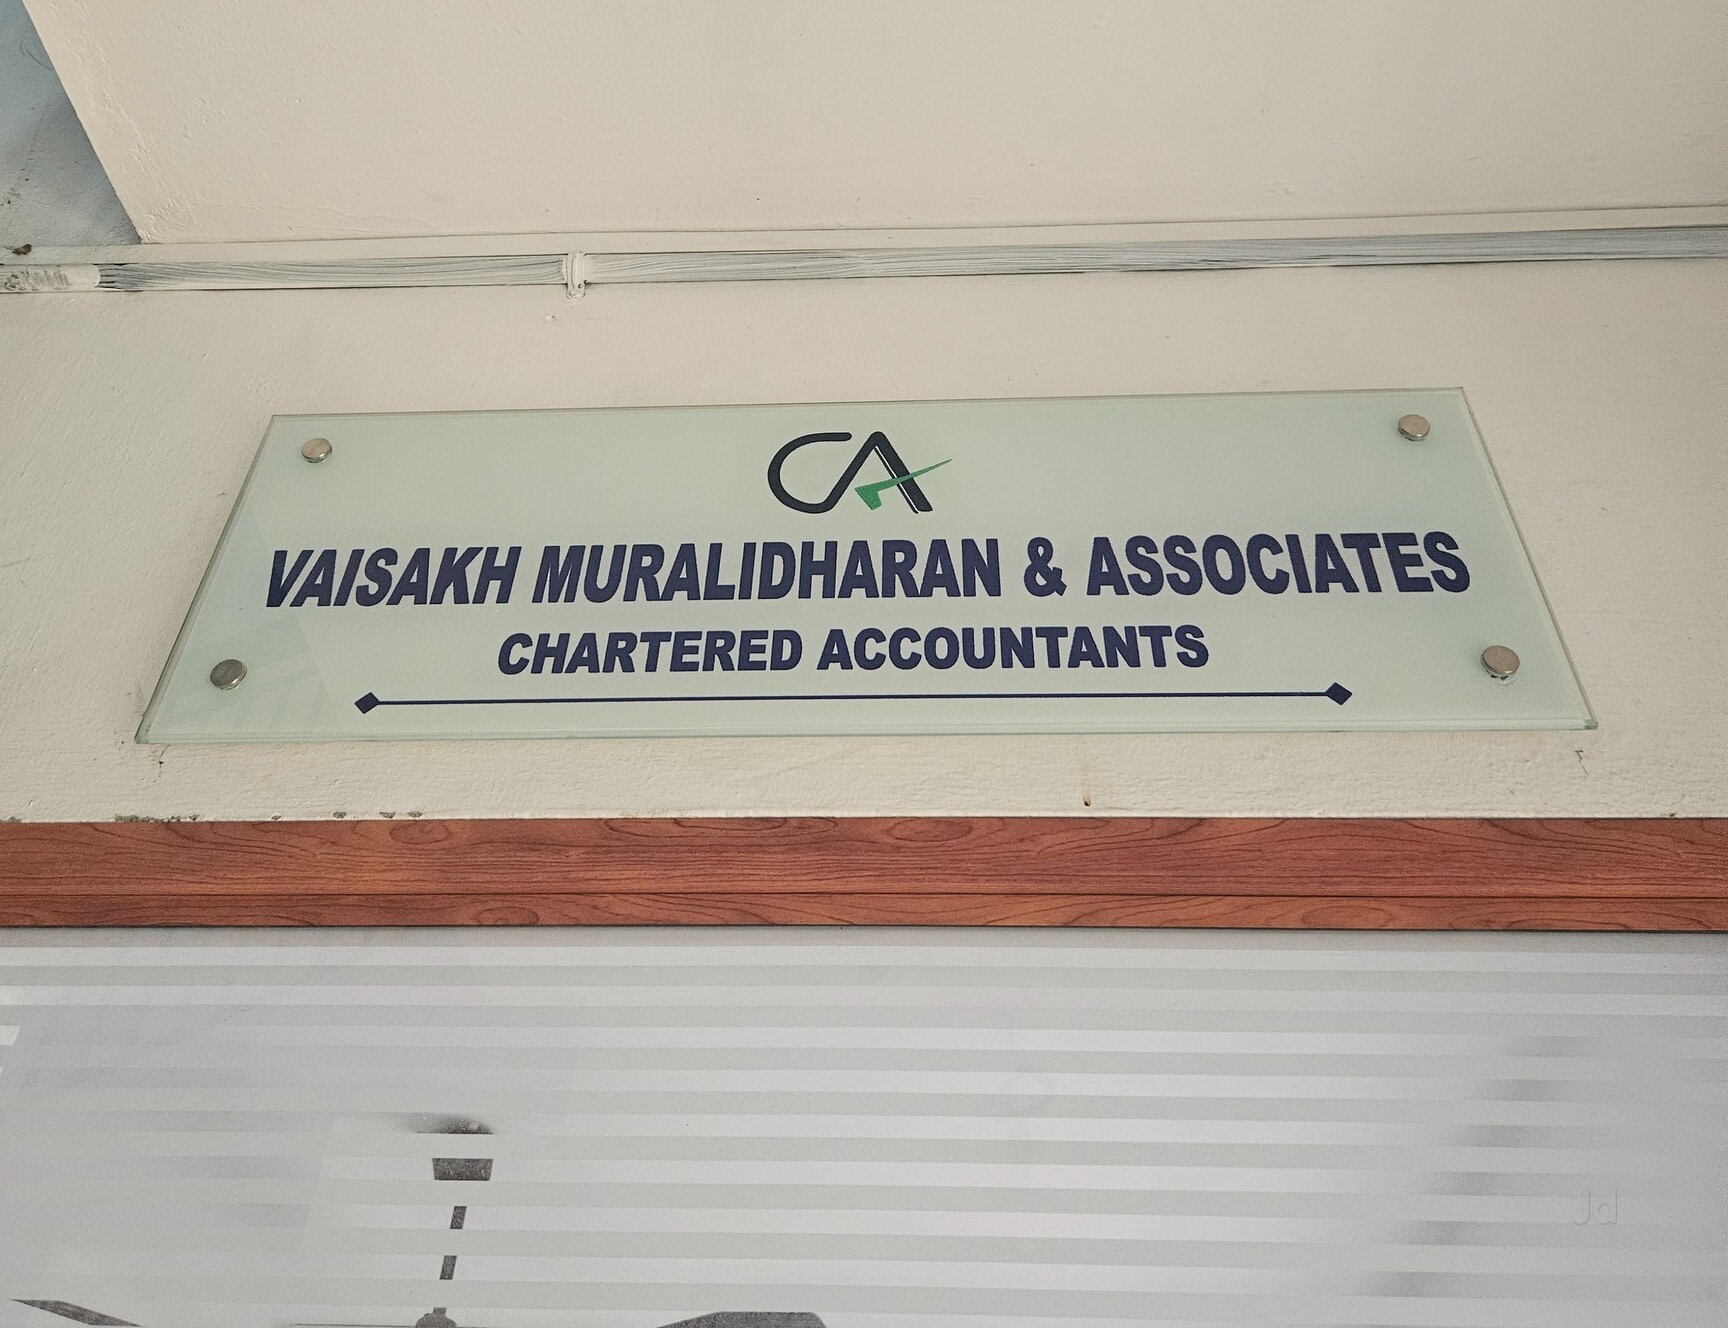 CA
VAISAKH MURALIDHARAN & ASSOCIATES
CHARTERED ACCOUNTANTS
Jd